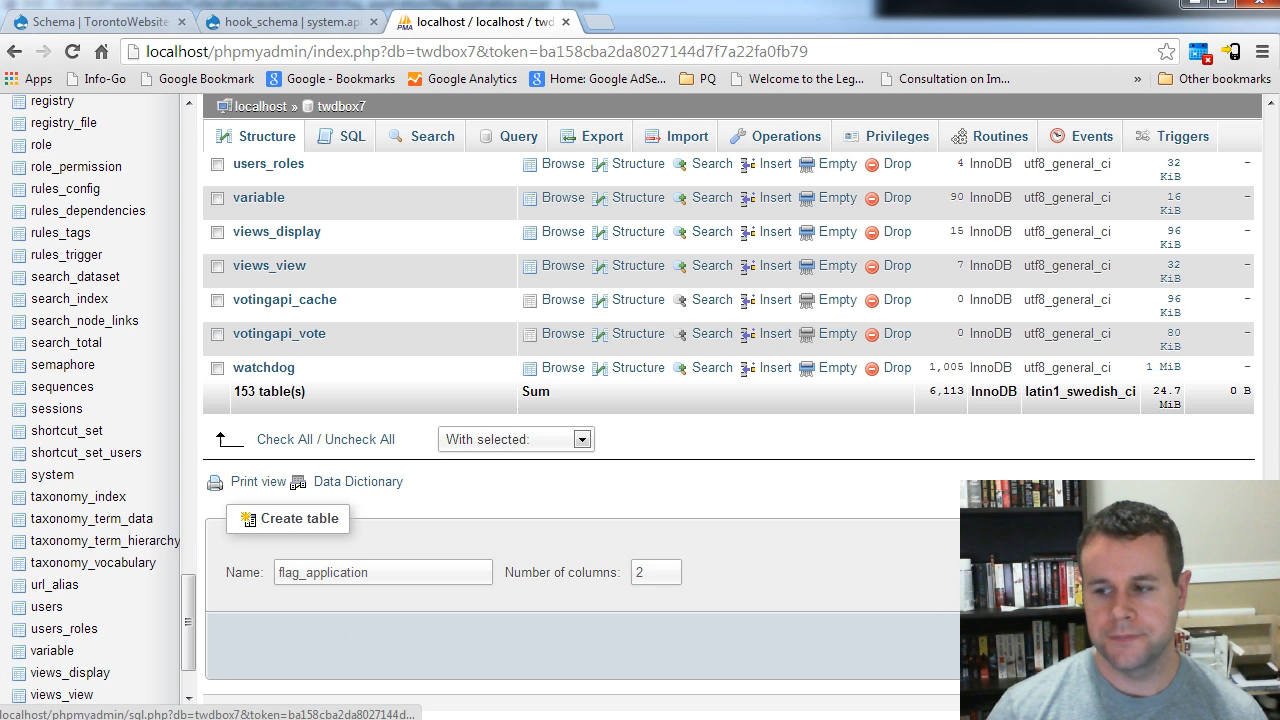 Schema | TorontoWebsite
hook_schema | system.api
localhost / localhost / twd
localhost/phpmyadmin/index.php?db=twdbox7&token=ba158cba2da8027144d7f7a22fa0fb79
Apps Info-Go Google Bookmark Google - Bookmarks Google Analytics Home: Google AdSe... PQ Welcome to the Leg... Consultation on Im... » Other bookmarks
registry
registry_file
role
role_permission
rules_config
rules_dependencies
rules_tags
rules_trigger
search_dataset
search_index
search_node_links
search_total
semaphore
sequences
sessions
shortcut_set
shortcut_set_users
system
taxonomy_index
taxonomy_term_data
taxonomy_term_hierarchy
taxonomy_vocabulary
url_alias
users
users_roles
variable
views_display
views_view
localhost » twdbox7
Structure SQL Search Query Export Import Operations Privileges Routines Events Triggers
users_roles Browse Structure Search Insert Empty Drop 4 InnoDB utf8_general_ci 32 KiB -
variable Browse Structure Search Insert Empty Drop 90 InnoDB utf8_general_ci 16 KiB -
views_display Browse Structure Search Insert Empty Drop 15 InnoDB utf8_general_ci 96 KiB -
views_view Browse Structure Search Insert Empty Drop 7 InnoDB utf8_general_ci 32 KiB -
votingapi_cache Browse Structure Search Insert Empty Drop 0 InnoDB utf8_general_ci 96 KiB -
votingapi_vote Browse Structure Search Insert Empty Drop 0 InnoDB utf8_general_ci 80 KiB -
watchdog Browse Structure Search Insert Empty Drop 1,005 InnoDB utf8_general_ci 1 MiB -
153 table(s) Sum 6,113 InnoDB latin1_swedish_ci 24.7 MiB 0 B
Check All / Uncheck All With selected:
Print view Data Dictionary
Create table
Name: flag_application Number of columns: 2
localhost/phpmyadmin/sql.php?db=twdbox7&token=ba158cba2da8027144d...